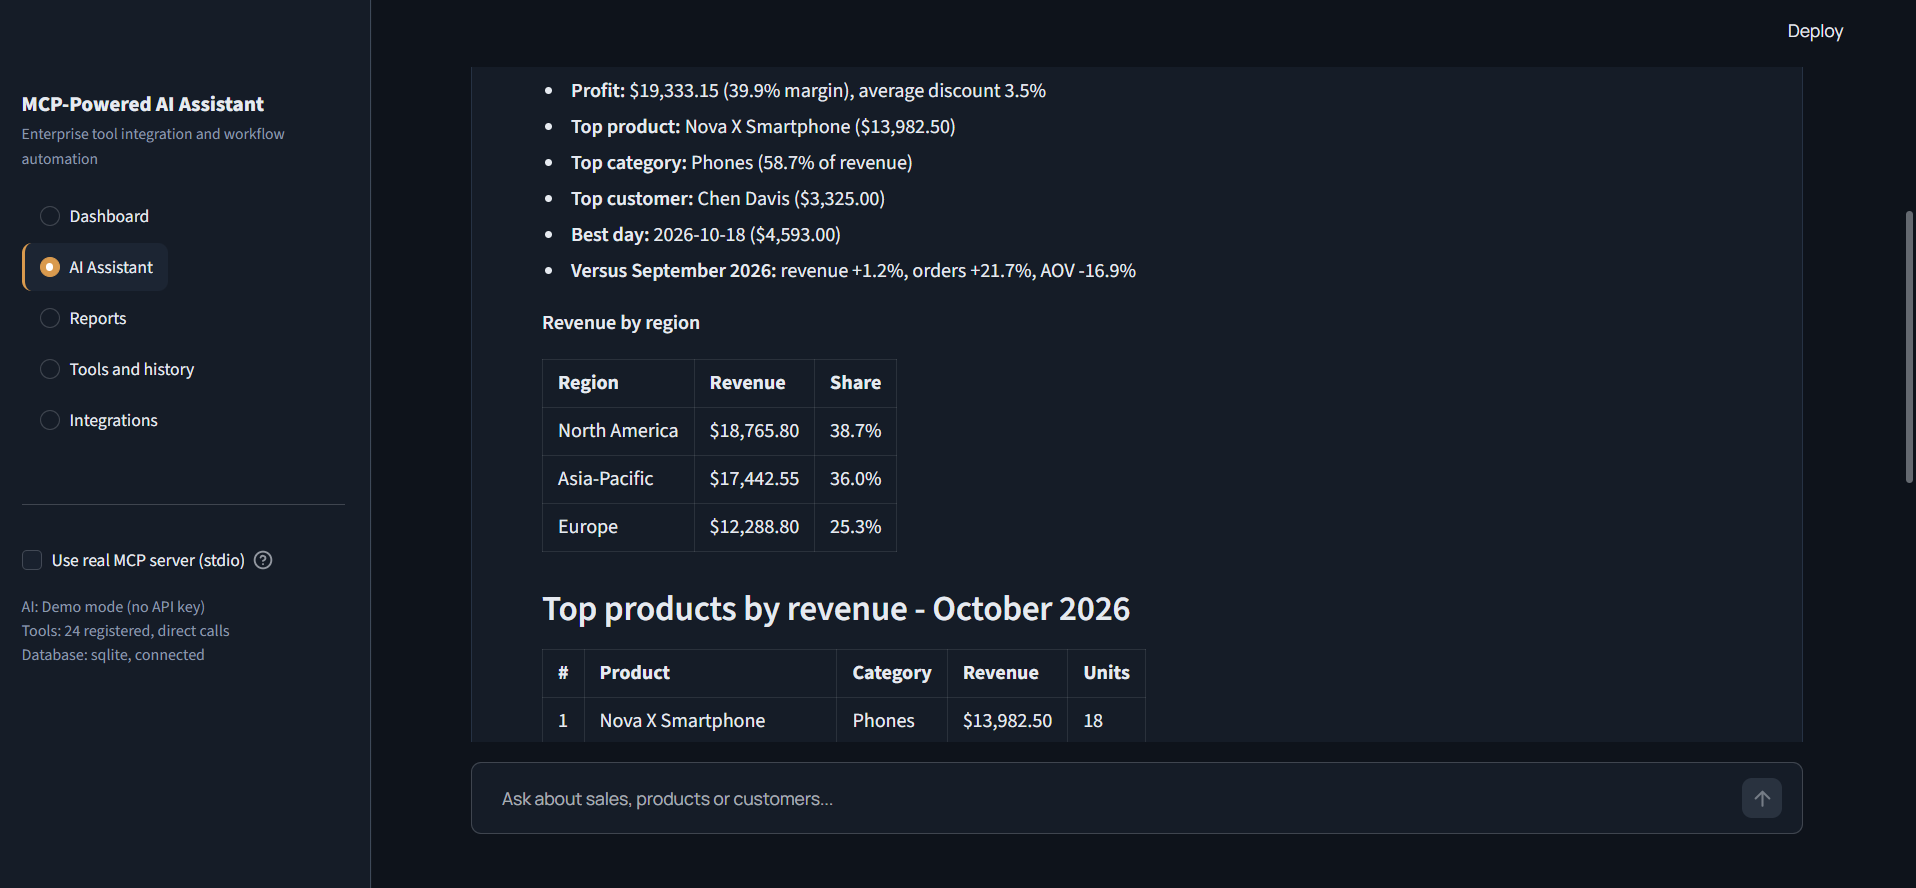 Deploy
MCP-Powered AI Assistant
Enterprise tool integration and workflow
automation
Dashboard
AI Assistant
Reports
Tools and history
Integrations
Use real MCP server (stdio) ?
AI: Demo mode (no API key)
Tools: 24 registered, direct calls
Database: sqlite, connected
• Profit: $19,333.15 (39.9% margin), average discount 3.5%
• Top product: Nova X Smartphone ($13,982.50)
• Top category: Phones (58.7% of revenue)
• Top customer: Chen Davis ($3,325.00)
• Best day: 2026-10-18 ($4,593.00)
• Versus September 2026: revenue +1.2%, orders +21.7%, AOV -16.9%
Revenue by region
Region Revenue Share
North America $18,765.80 38.7%
Asia-Pacific $17,442.55 36.0%
Europe $12,288.80 25.3%
Top products by revenue - October 2026
# Product Category Revenue Units
1 Nova X Smartphone Phones $13,982.50 18
Ask about sales, products or customers...